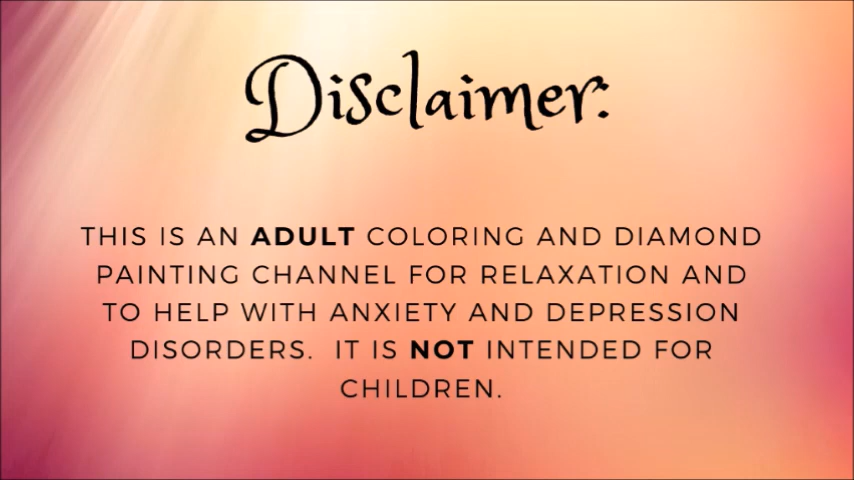 Disclaimer:
THIS IS AN ADULT COLORING AND DIAMOND
PAINTING CHANNEL FOR RELAXATION AND
TO HELP WITH ANXIETY AND DEPRESSION
DISORDERS.  IT IS NOT INTENDED FOR
CHILDREN.